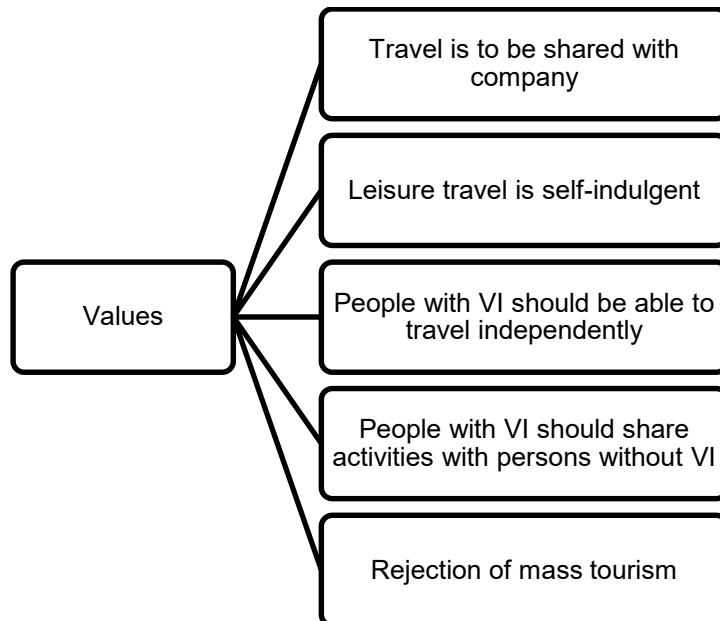 Travel is to be shared with
company
Leisure travel is self-indulgent
Values
People with VI should be able to
travel independently
People with VI should share
activities with persons without VI
Rejection of mass tourism